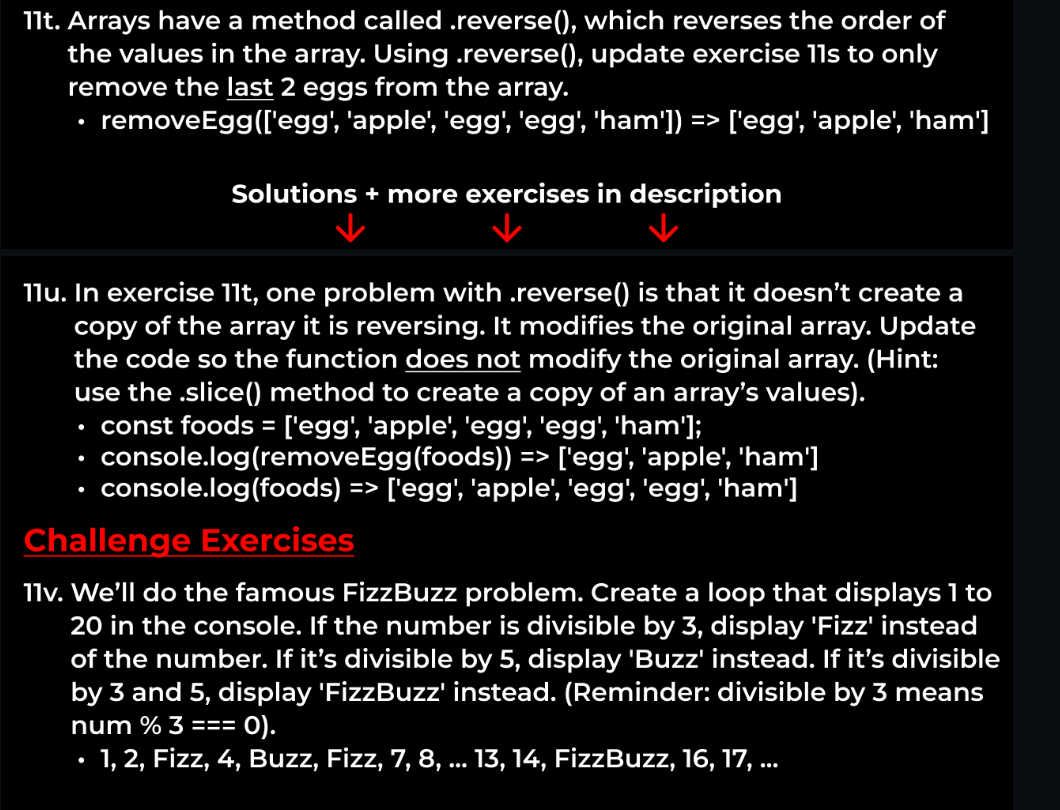 11t. Arrays have a method called .reverse(), which reverses the order of
the values in the array. Using .reverse(), update exercise 11s to only
remove the last 2 eggs from the array.
• removeEgg(['egg', 'apple', 'egg', 'egg', 'ham']) => ['egg', 'apple', 'ham']
Solutions + more exercises in description
↓ ↓ ↓
11u. In exercise 11t, one problem with .reverse() is that it doesn’t create a
copy of the array it is reversing. It modifies the original array. Update
the code so the function does not modify the original array. (Hint:
use the .slice() method to create a copy of an array’s values).
• const foods = ['egg', 'apple', 'egg', 'egg', 'ham'];
• console.log(removeEgg(foods)) => ['egg', 'apple', 'ham']
• console.log(foods) => ['egg', 'apple', 'egg', 'egg', 'ham']
Challenge Exercises
11v. We’ll do the famous FizzBuzz problem. Create a loop that displays 1 to
20 in the console. If the number is divisible by 3, display 'Fizz' instead
of the number. If it’s divisible by 5, display 'Buzz' instead. If it’s divisible
by 3 and 5, display 'FizzBuzz' instead. (Reminder: divisible by 3 means
num % 3 === 0).
• 1, 2, Fizz, 4, Buzz, Fizz, 7, 8, ... 13, 14, FizzBuzz, 16, 17, ...